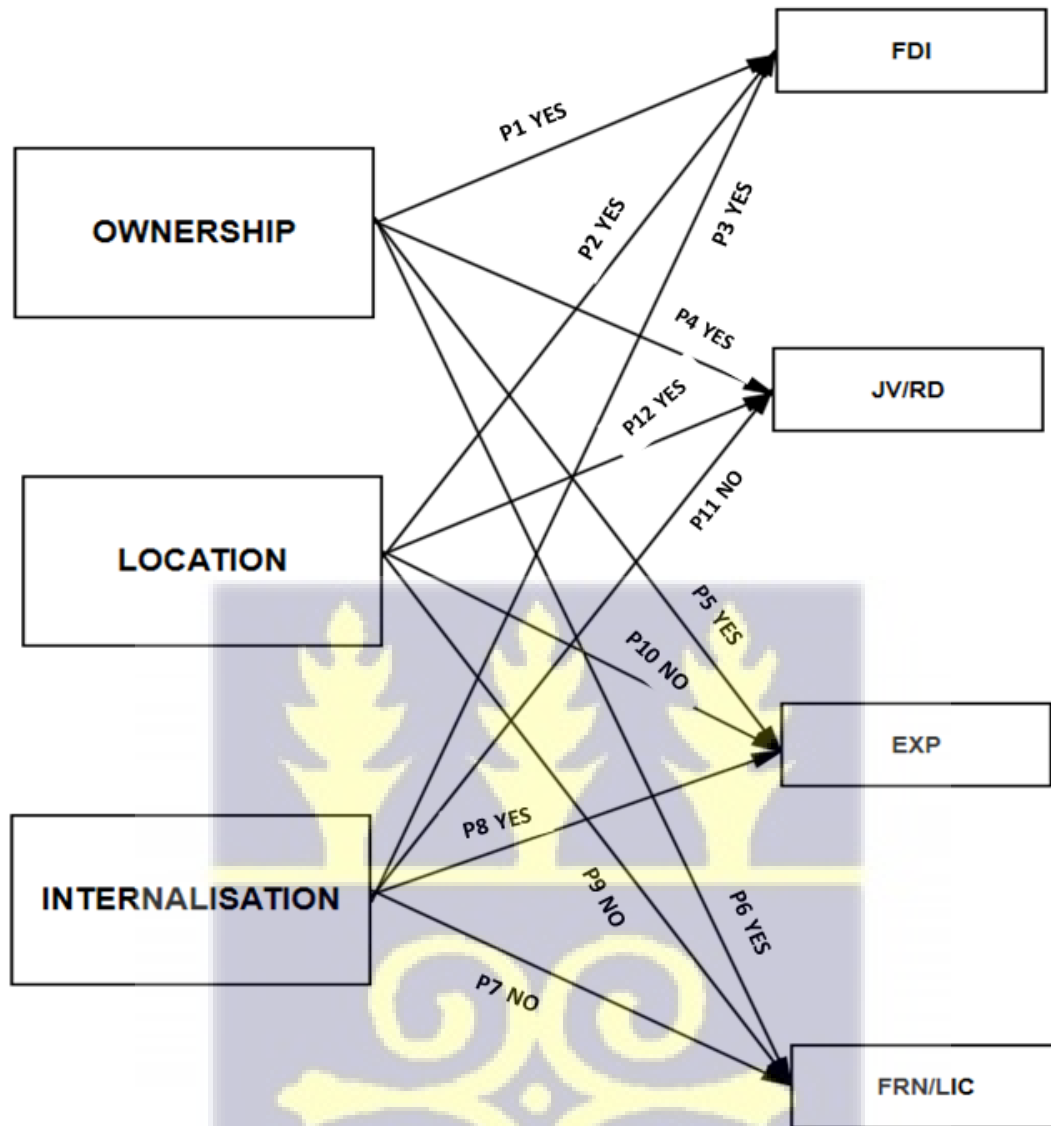 FDI
P1 YES
OWNERSHIP
P2 YES
P3 YES
P4 YES
JV/RD
P12 YES
P11 NO
LOCATION
P5 YES
P10 NO
EXP
P8 YES
INTERNALISATION
P9 NO
P6 YES
P7 NO
FRN/LIC